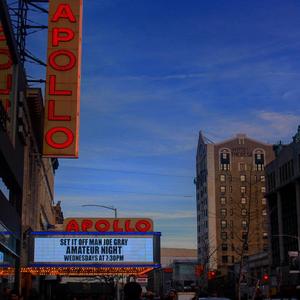 APOLLO
APOLLO
SET IT OFF MAN JOE GRAY
AMATEUR NIGHT
WEDNESDAYS AT 7:30PM